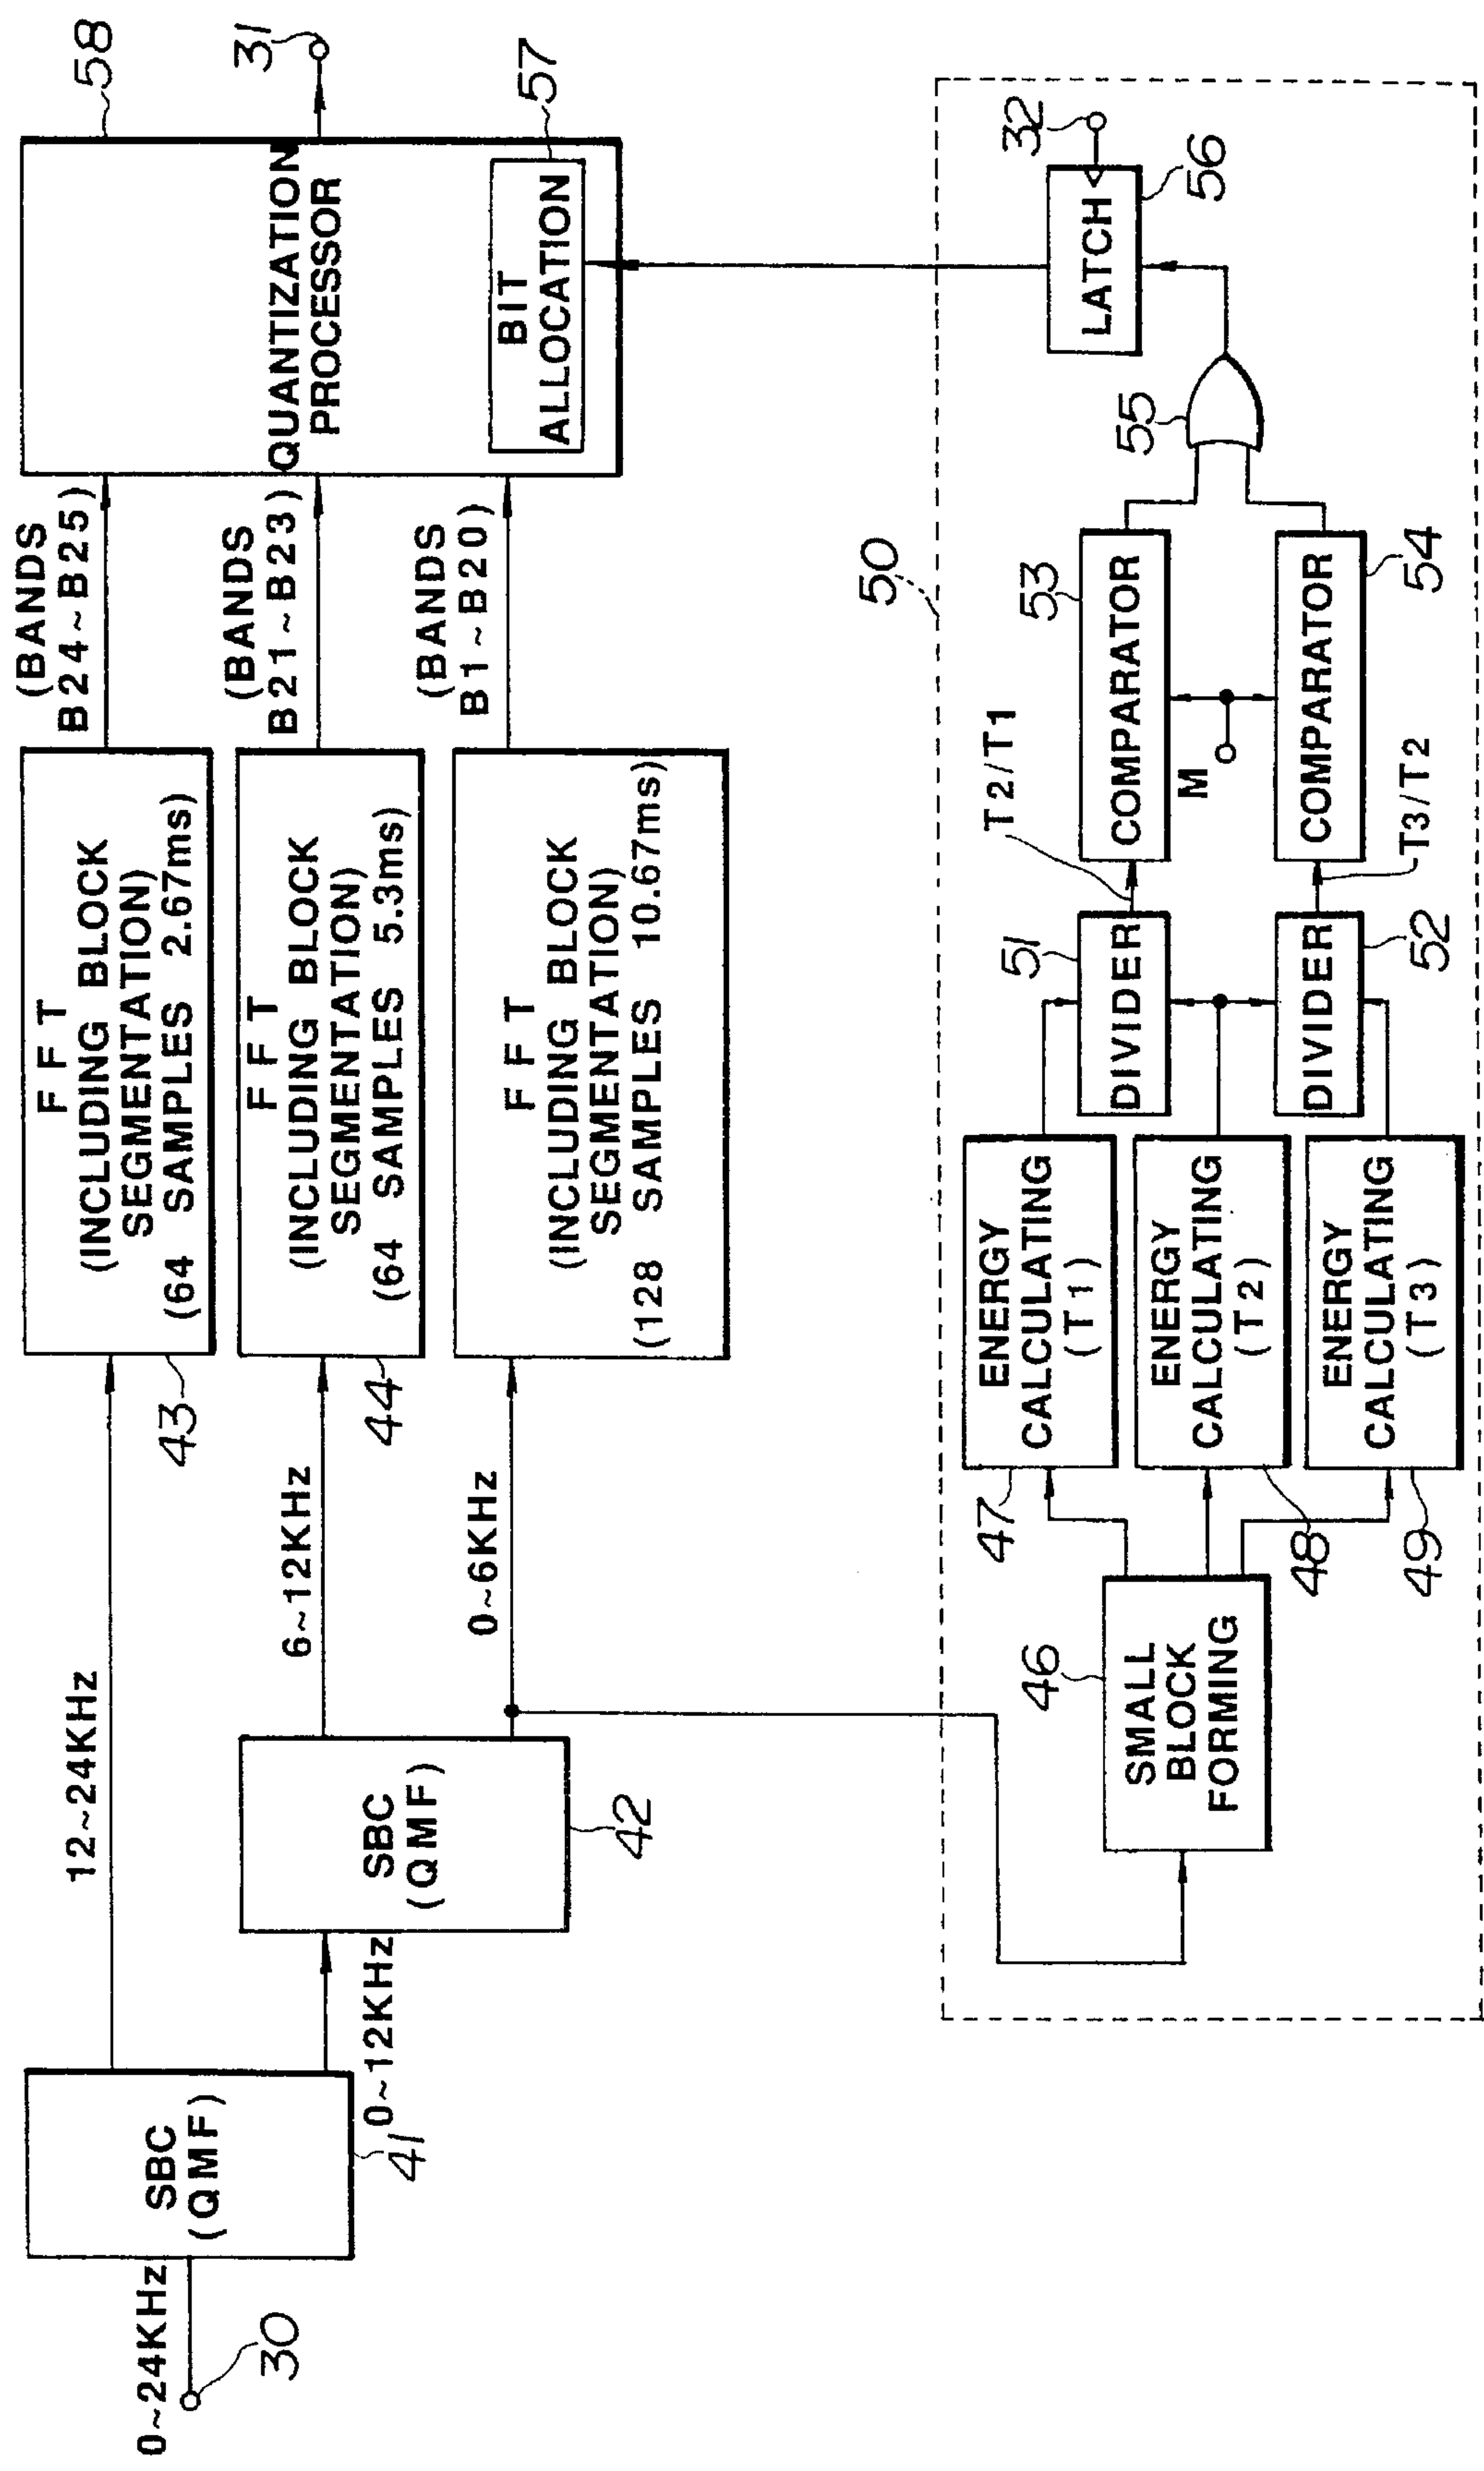 0~24KHz
30
SBC
(QMF)
41
12~24KHz
0~12KHz
SBC
(QMF)
42
6~12KHz
0~6KHz
43
FFT
(INCLUDING BLOCK
SEGMENTATION)
(64 SAMPLES 2.67ms)
44
FFT
(INCLUDING BLOCK
SEGMENTATION)
(64 SAMPLES 5.3ms)
FFT
(INCLUDING BLOCK
SEGMENTATION)
(128 SAMPLES 10.67ms)
(BANDS
B24~B25)
(BANDS
B21~B23)
(BANDS
B1~B20)
QUANTIZATION
PROCESSOR
BIT
ALLOCATION
58
31
57
50
46
SMALL
BLOCK
FORMING
47
ENERGY
CALCULATING
(T1)
48
ENERGY
CALCULATING
(T2)
49
ENERGY
CALCULATING
(T3)
51
DIVIDER
DIVIDER
52
T2/T1
T3/T2
53
COMPARATOR
M
COMPARATOR
54
55
LATCH
32
56